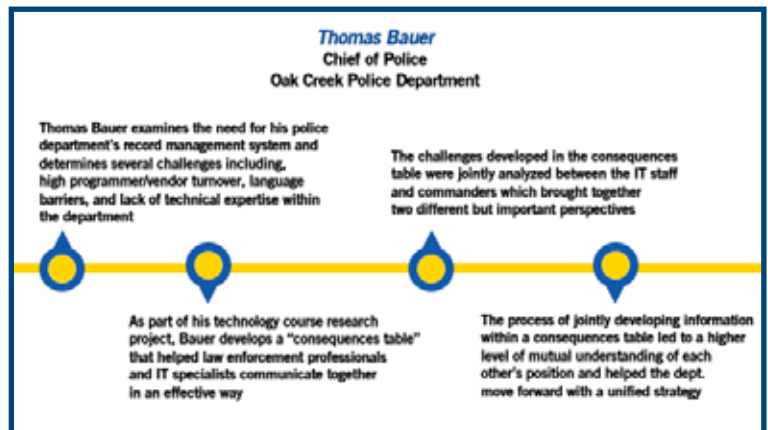 Thomas Bauer
Chief of Police
Oak Creek Police Department
Thomas Bauer examines the need for his police
department's record management system and
determines several challenges including,
high programmer/vendor turnover, language
barriers, and lack of technical expertise within
the department
As part of his technology course research
project, Bauer develops a “consequences table”
that helped law enforcement professionals
and IT specialists communicate together
in an effective way
The challenges developed in the consequences
table were jointly analyzed between the IT staff
and commanders which brought together
two different but important perspectives
The process of jointly developing information
within a consequences table led to a higher
level of mutual understanding of each
other's position and helped the dept.
move forward with a unified strategy